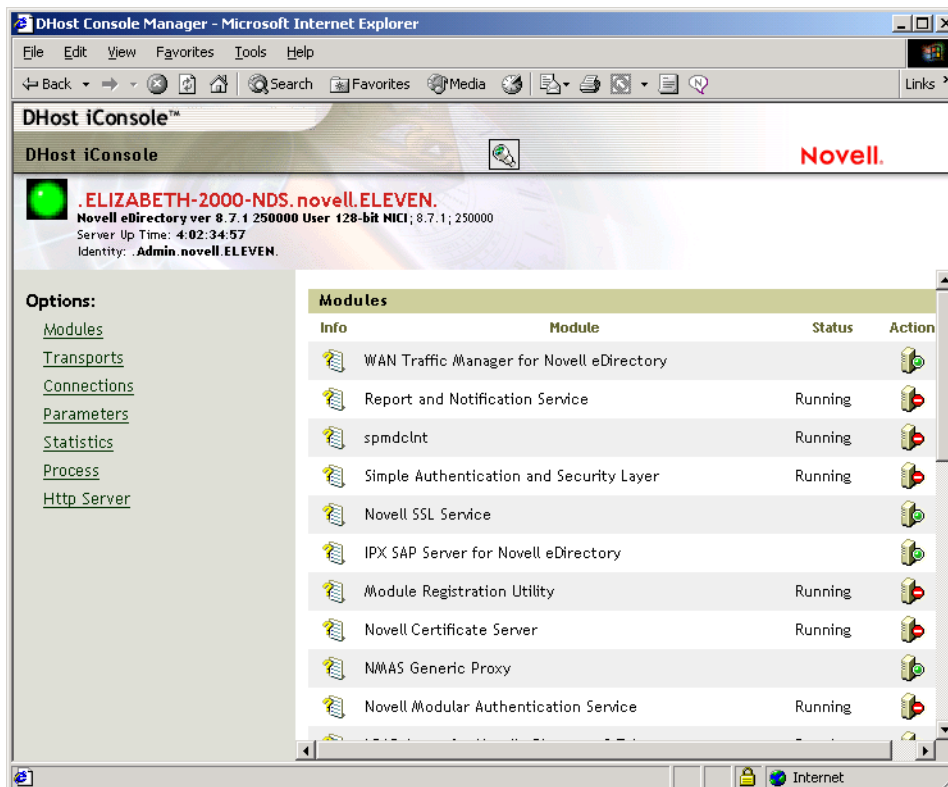 DHost Console Manager - Microsoft Internet Explorer
File Edit View Favorites Tools Help
Back Search Favorites Media Links
DHost iConsole™
DHost iConsole Novell.
.ELIZABETH-2000-NDS.novell.ELEVEN.
Novell eDirectory ver 8.7.1 250000 User 128-bit NICI; 8.7.1; 250000
Server Up Time: 4:02:34:57
Identity: .Admin.novell.ELEVEN.
Options:
Modules
Transports
Connections
Parameters
Statistics
Process
Http Server
Modules
Info Module Status Action
WAN Traffic Manager for Novell eDirectory
Report and Notification Service Running
spmdclnt Running
Simple Authentication and Security Layer Running
Novell SSL Service
IPX SAP Server for Novell eDirectory
Module Registration Utility Running
Novell Certificate Server Running
NMAS Generic Proxy
Novell Modular Authentication Service Running
Internet